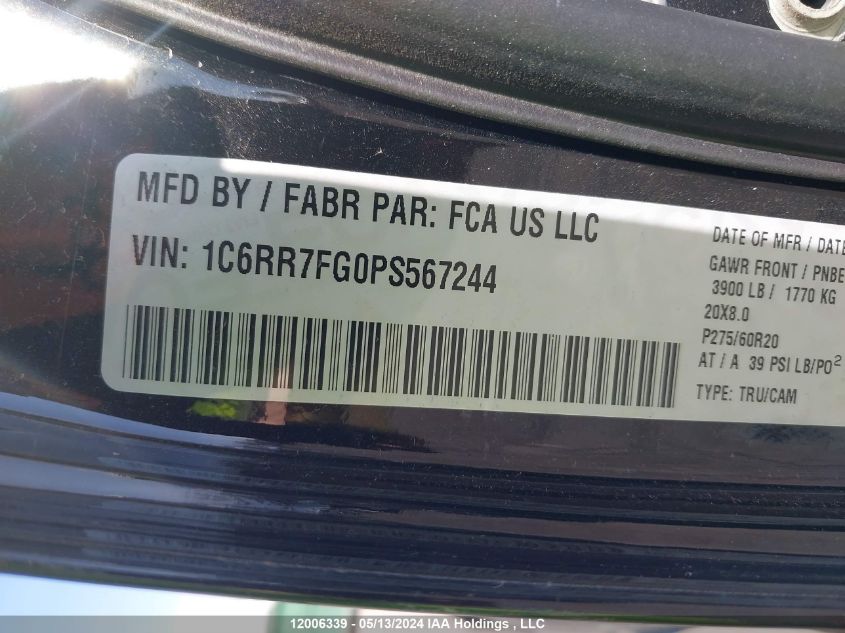 MFD BY / FABR PAR: FCA US LLC
VIN: 1C6RR7FG0PS567244
DATE OF MFR / DATE
GAWR FRONT / PNBE
3900 LB / 1770 KG
20X8.0
P275/60R20
AT / A 39 PSI LB/PO²
TYPE: TRU/CAM
12006339 - 05/13/2024 IAA Holdings , LLC